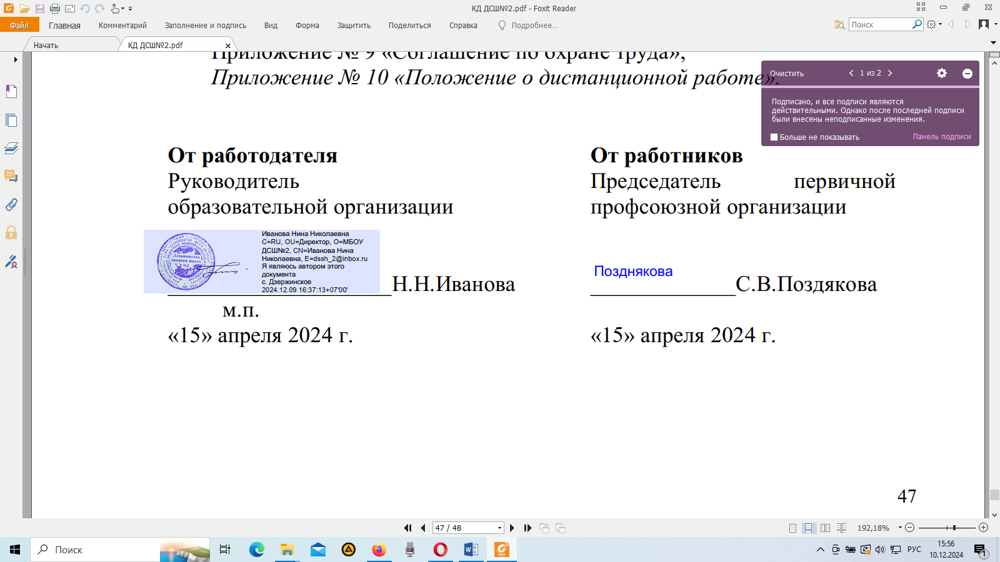 КД ДСШ№2.pdf - Foxit Reader
Файл Главная Комментарий Заполнение и подпись Вид Форма Защитить Поделиться Справка Подробнее... Поиск
Начать КД ДСШ№2.pdf
Приложение № 9 «Соглашение по охране труда»,
Приложение № 10 «Положение о дистанционной работе».
Очистить 1 из 2
Подписано, и все подписи являются
действительными. Однако после последней подписи
были внесены неподписанные изменения.
Больше не показывать Панель подписи
От работодателя
Руководитель
образовательной организации
Иванова Нина Николаевна
C=RU, OU=Директор, O=МБОУ
ДСШ№2, CN=Иванова Нина
Николаевна, E=dssh_2@inbox.ru
Я являюсь автором этого
документа
с. Дзержинское
2024.12.09 16:37:13+07'00'
Дзержинская
средняя школа
№2
Н.Н.Иванова
м.п.
«15» апреля 2024 г.
От работников
Председатель первичной
профсоюзной организации
Позднякова
С.В.Поздякова
«15» апреля 2024 г.
47
47 / 48
192,18%
Поиск
РУС
15:56
10.12.2024
1